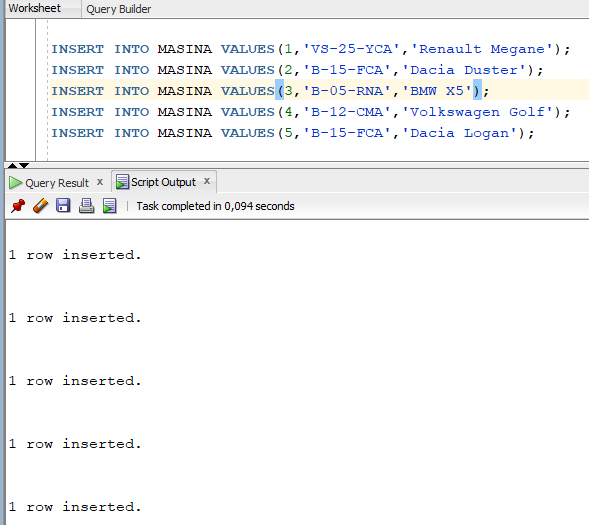 Worksheet Query Builder
INSERT INTO MASINA VALUES(1,'VS-25-YCA','Renault Megane');
INSERT INTO MASINA VALUES(2,'B-15-FCA','Dacia Duster');
INSERT INTO MASINA VALUES(3,'B-05-RNA','BMW X5');
INSERT INTO MASINA VALUES(4,'B-12-CMA','Volkswagen Golf');
INSERT INTO MASINA VALUES(5,'B-15-FCA','Dacia Logan');
Query Result x Script Output x
Task completed in 0,094 seconds
1 row inserted.
1 row inserted.
1 row inserted.
1 row inserted.
1 row inserted.